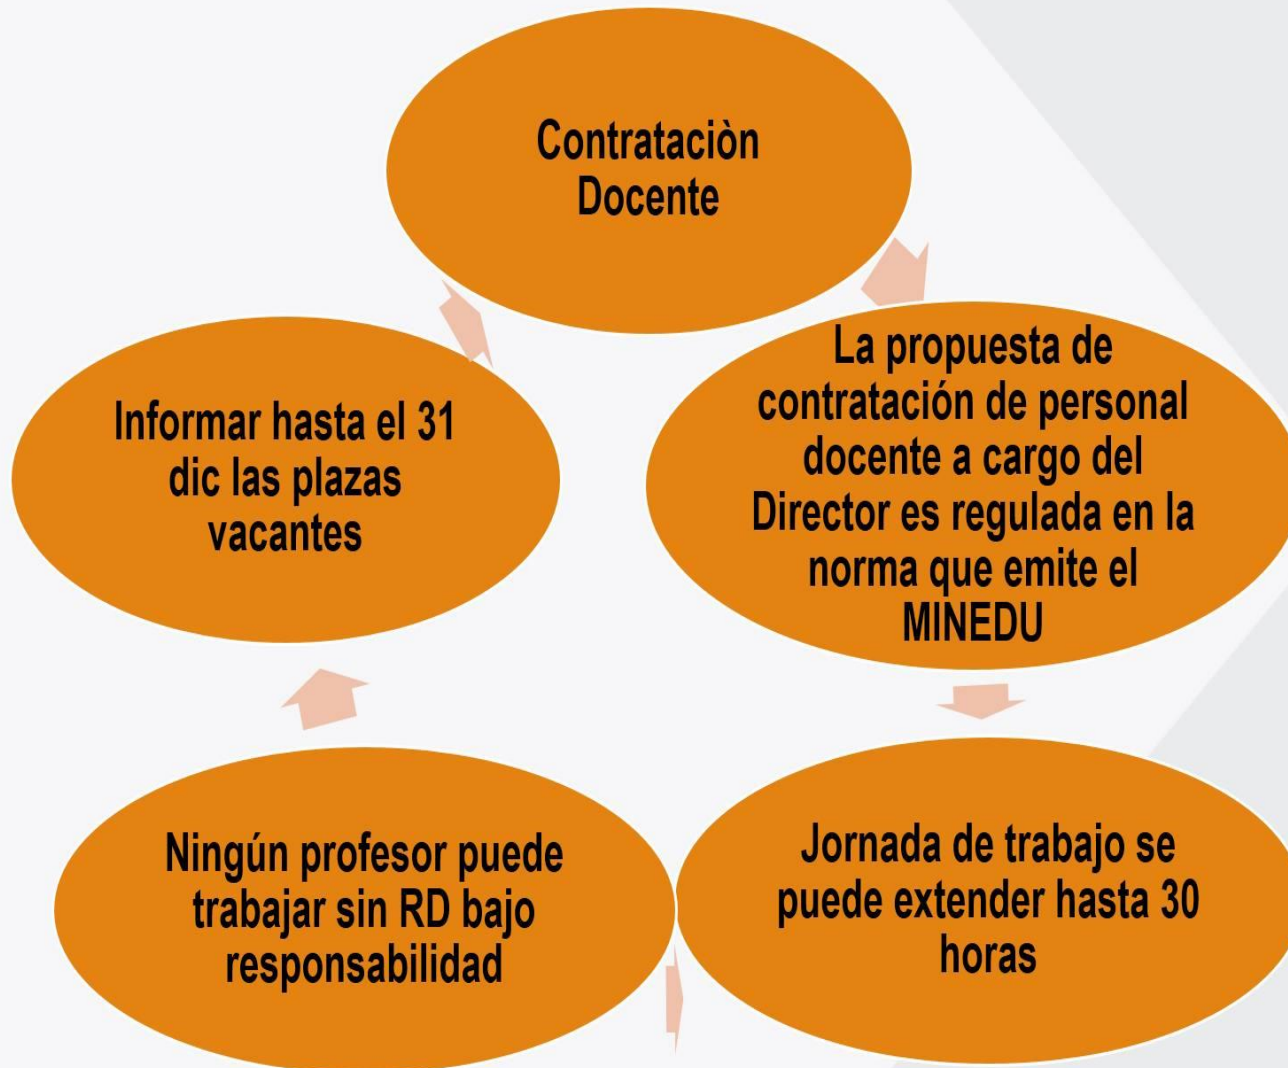 Contrataciòn
Docente
La propuesta de
contratación de personal
docente a cargo del
Director es regulada en la
norma que emite el
MINEDU
Jornada de trabajo se
puede extender hasta 30
horas
Ningún profesor puede
trabajar sin RD bajo
responsabilidad
Informar hasta el 31
dic las plazas
vacantes